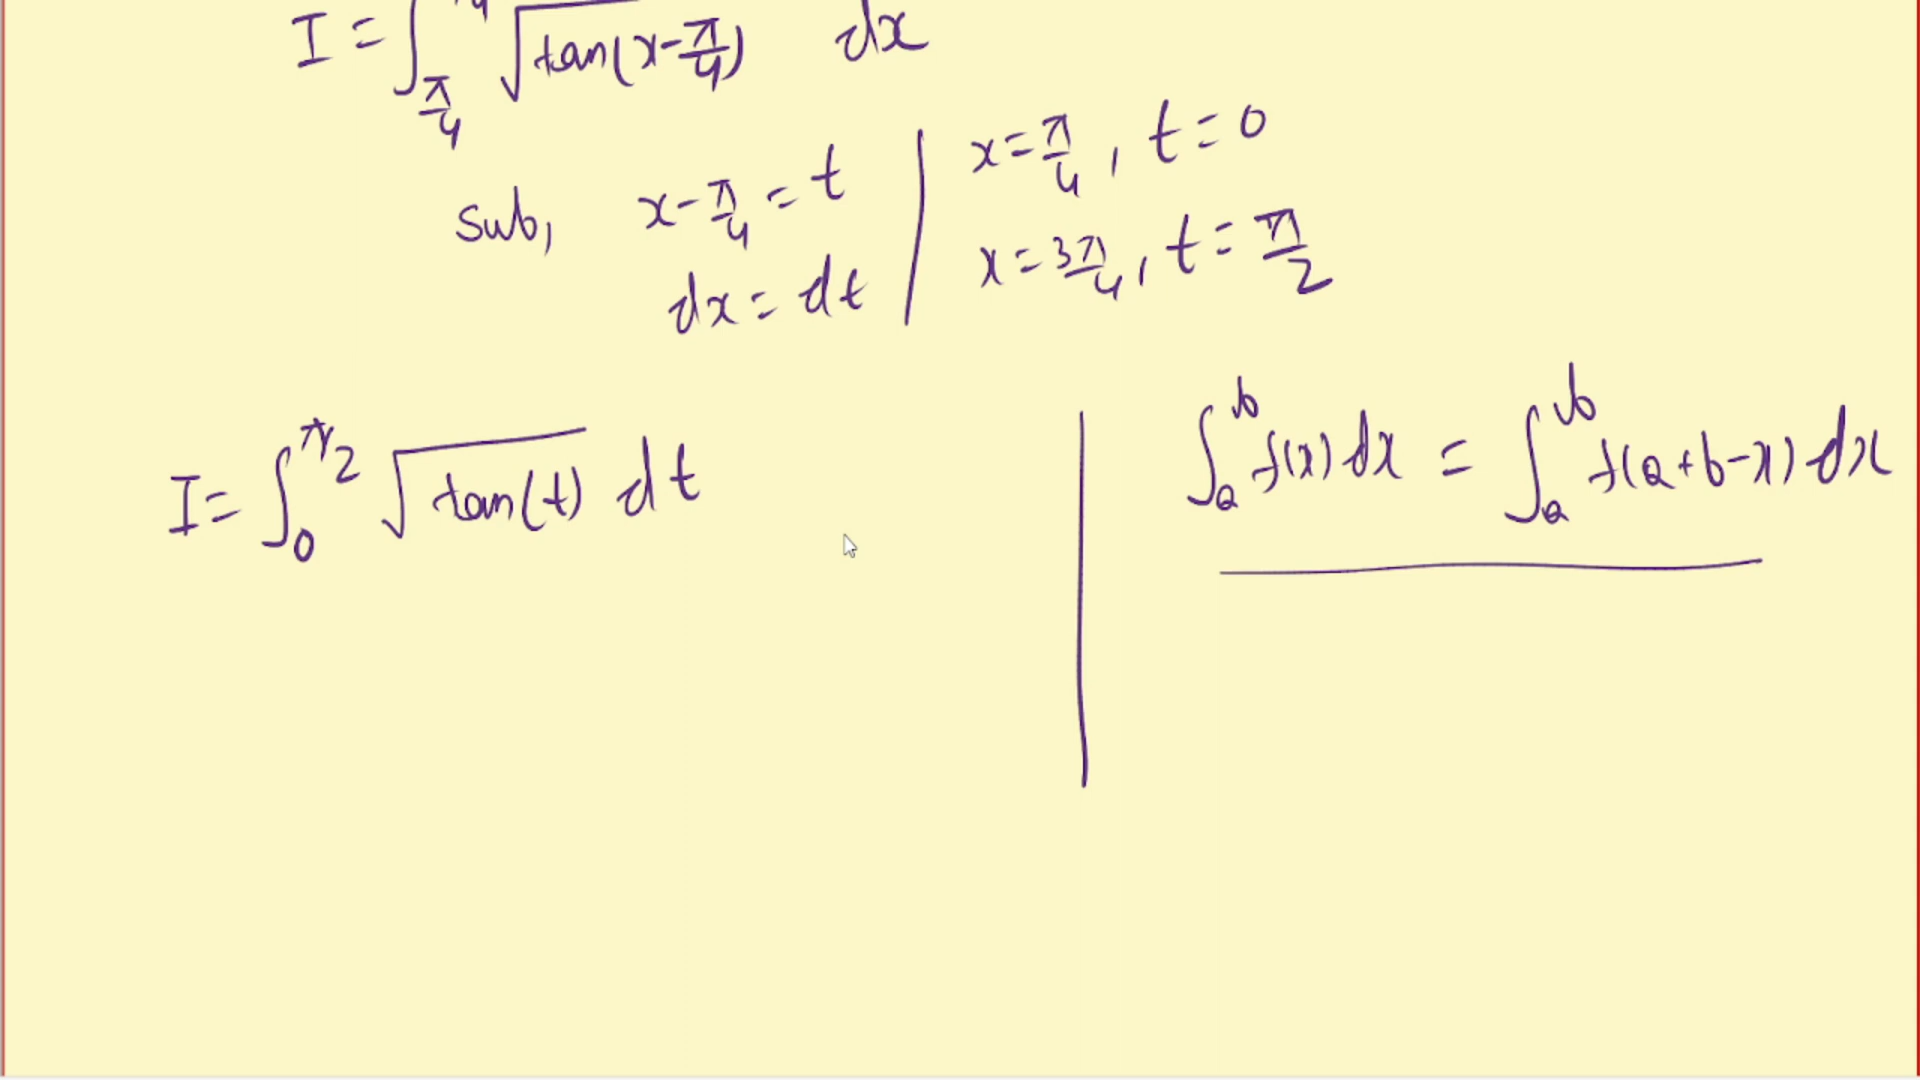 I = ∫_{π/4} √tan(x-π/4) dx
sub, x-π/4 = t | x=π/4, t=0
dx = dt | x=3π/4, t=π/2
I = ∫_0^{π/2} √tan(t) dt | ∫_a^b f(x)dx = ∫_a^b f(a+b-x)dx